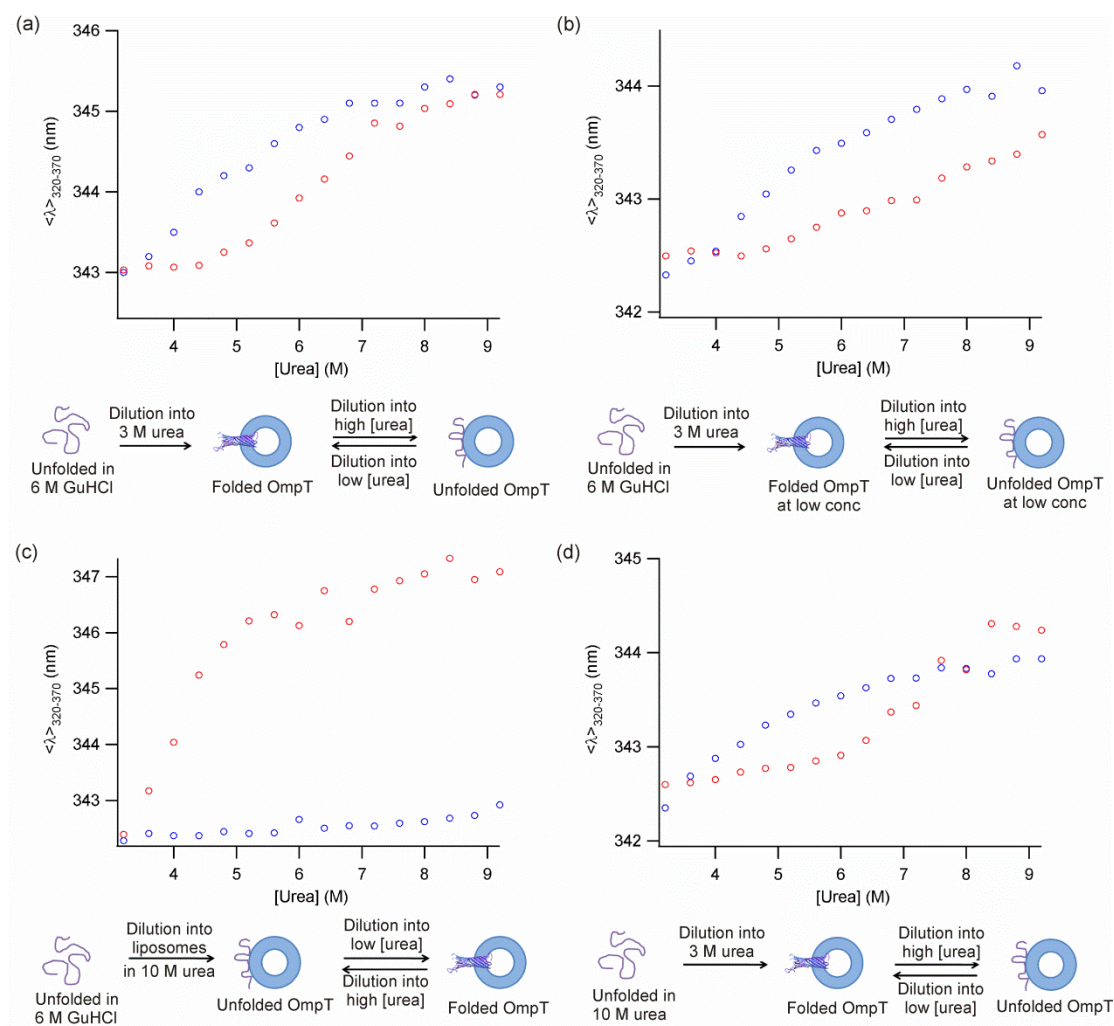 (a)
346
345
344
343
<λ>320-370 (nm)
4 5 6 7 8 9
[Urea] (M)
Unfolded in
6 M GuHCl
Dilution into
3 M urea
Folded OmpT
Dilution into
high [urea]
Dilution into
low [urea]
Unfolded OmpT
(b)
344
343
342
<λ>320-370 (nm)
4 5 6 7 8 9
[Urea] (M)
Unfolded in
6 M GuHCl
Dilution into
3 M urea
Folded OmpT
at low conc
Dilution into
high [urea]
Dilution into
low [urea]
Unfolded OmpT
at low conc
(c)
347
346
345
344
343
<λ>320-370 (nm)
4 5 6 7 8 9
[Urea] (M)
Unfolded in
6 M GuHCl
Dilution into
liposomes
in 10 M urea
Unfolded OmpT
Dilution into
low [urea]
Dilution into
high [urea]
Folded OmpT
(d)
345
344
343
342
<λ>320-370 (nm)
4 5 6 7 8 9
[Urea] (M)
Unfolded in
10 M urea
Dilution into
3 M urea
Folded OmpT
Dilution into
high [urea]
Dilution into
low [urea]
Unfolded OmpT